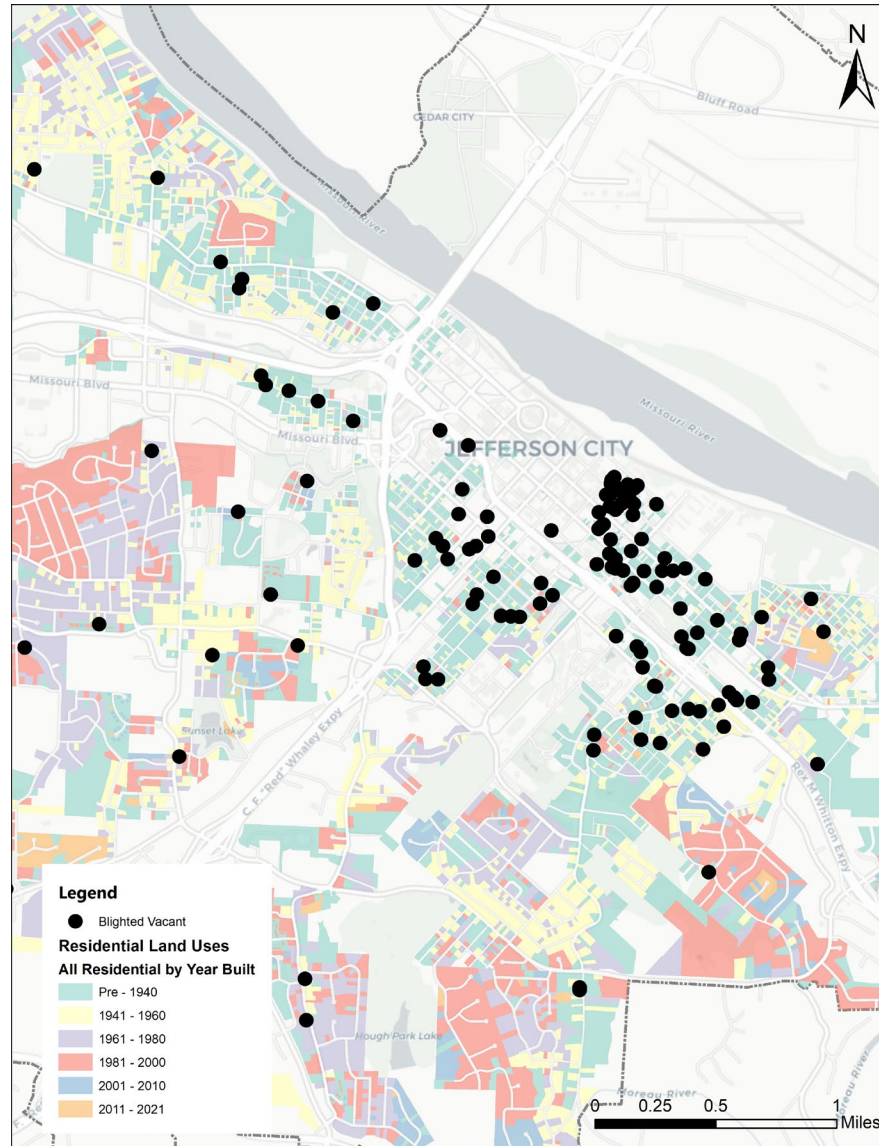 N
Bluff Road
CEDAR CITY
Missouri River
Missouri Blvd.
Missouri River
Missouri Blvd.
JEFFERSON CITY
Sunset Lake
C. F. "Red" Whaley Expy
Rex M Whitton Expy
Legend
Blighted Vacant
Residential Land Uses
All Residential by Year Built
Pre - 1940
1941 - 1960
1961 - 1980
1981 - 2000
2001 - 2010
2011 - 2021
Hough Park Lake
Moreau River
Moreau River
0 0.25 0.5 1
Miles